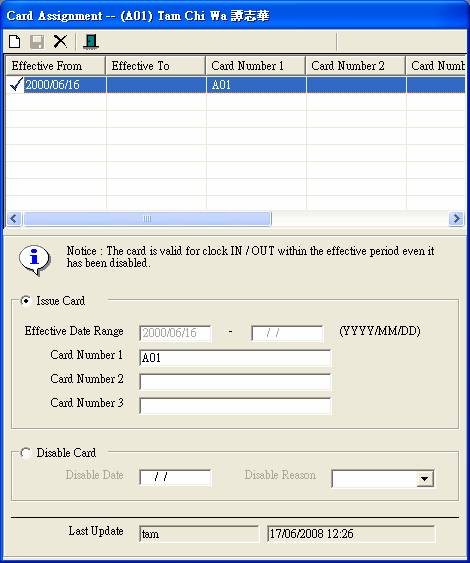 Card Assignment -- (A01) Tam Chi Wa 譚志華
Effective From Effective To Card Number 1 Card Number 2 Card Numb
2000/06/16 A01
Notice : The card is valid for clock IN / OUT within the effective period even it
has been disabled.
Issue Card
Effective Date Range 2000/06/16 - / / (YYYY/MM/DD)
Card Number 1 A01
Card Number 2
Card Number 3
Disable Card
Disable Date / / Disable Reason
Last Update tam 17/06/2008 12:26